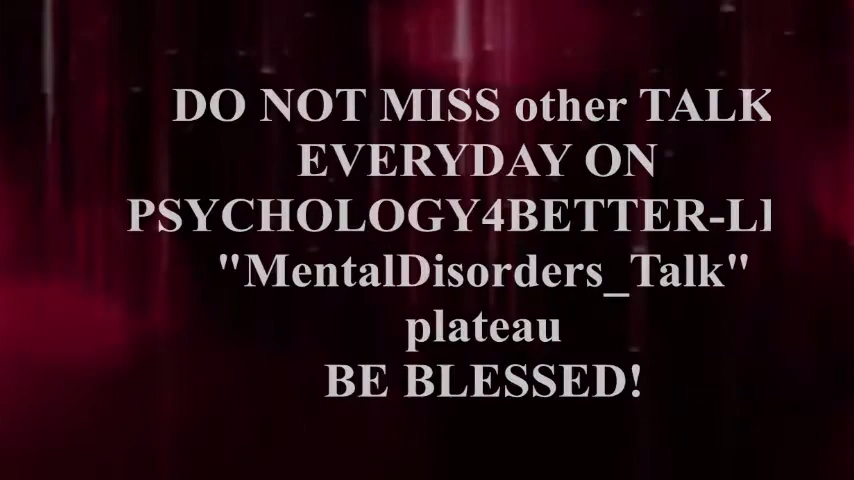 DO NOT MISS other TALK
EVERYDAY ON
PSYCHOLOGY4BETTER-LI
"MentalDisorders_Talk"
plateau
BE BLESSED!